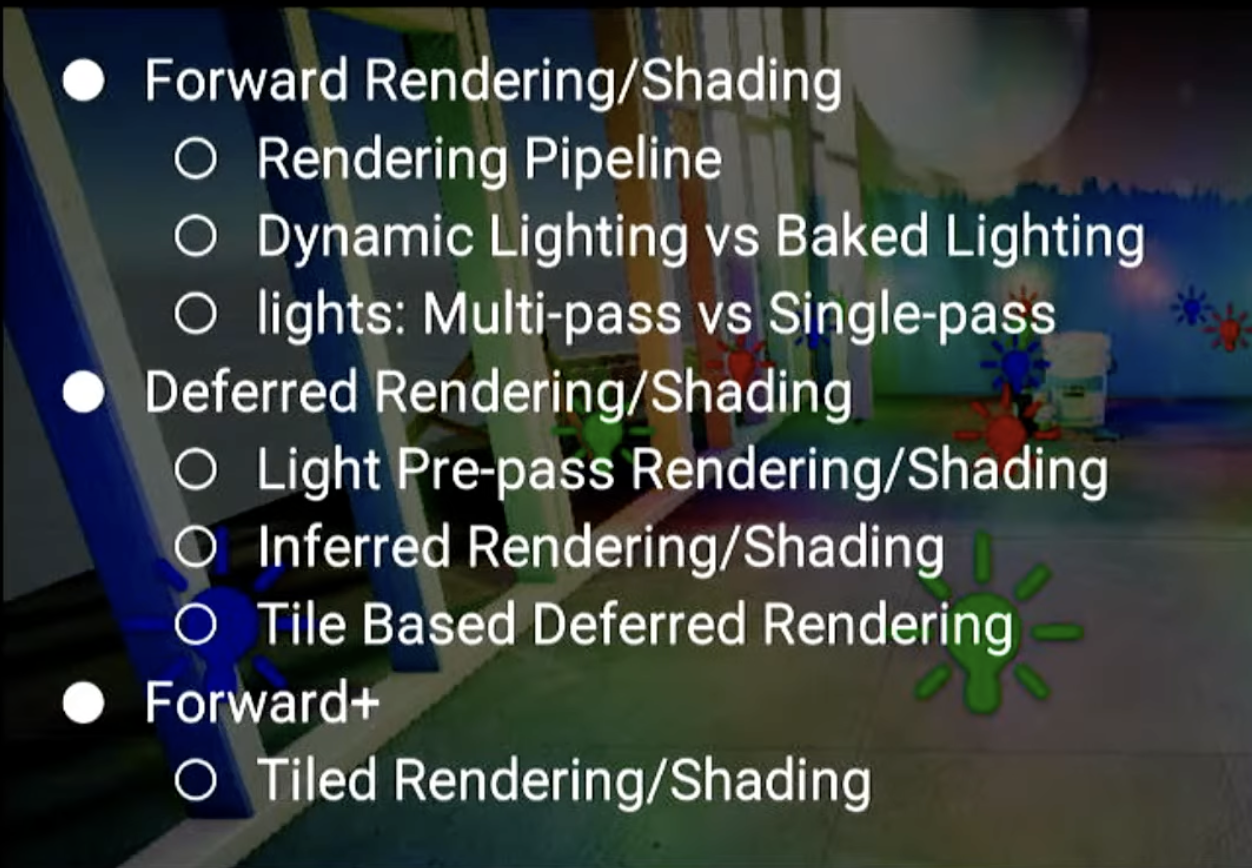 ● Forward Rendering/Shading
○ Rendering Pipeline
○ Dynamic Lighting vs Baked Lighting
○ lights: Multi-pass vs Single-pass
● Deferred Rendering/Shading
○ Light Pre-pass Rendering/Shading
○ Inferred Rendering/Shading
○ Tile Based Deferred Rendering
● Forward+
○ Tiled Rendering/Shading